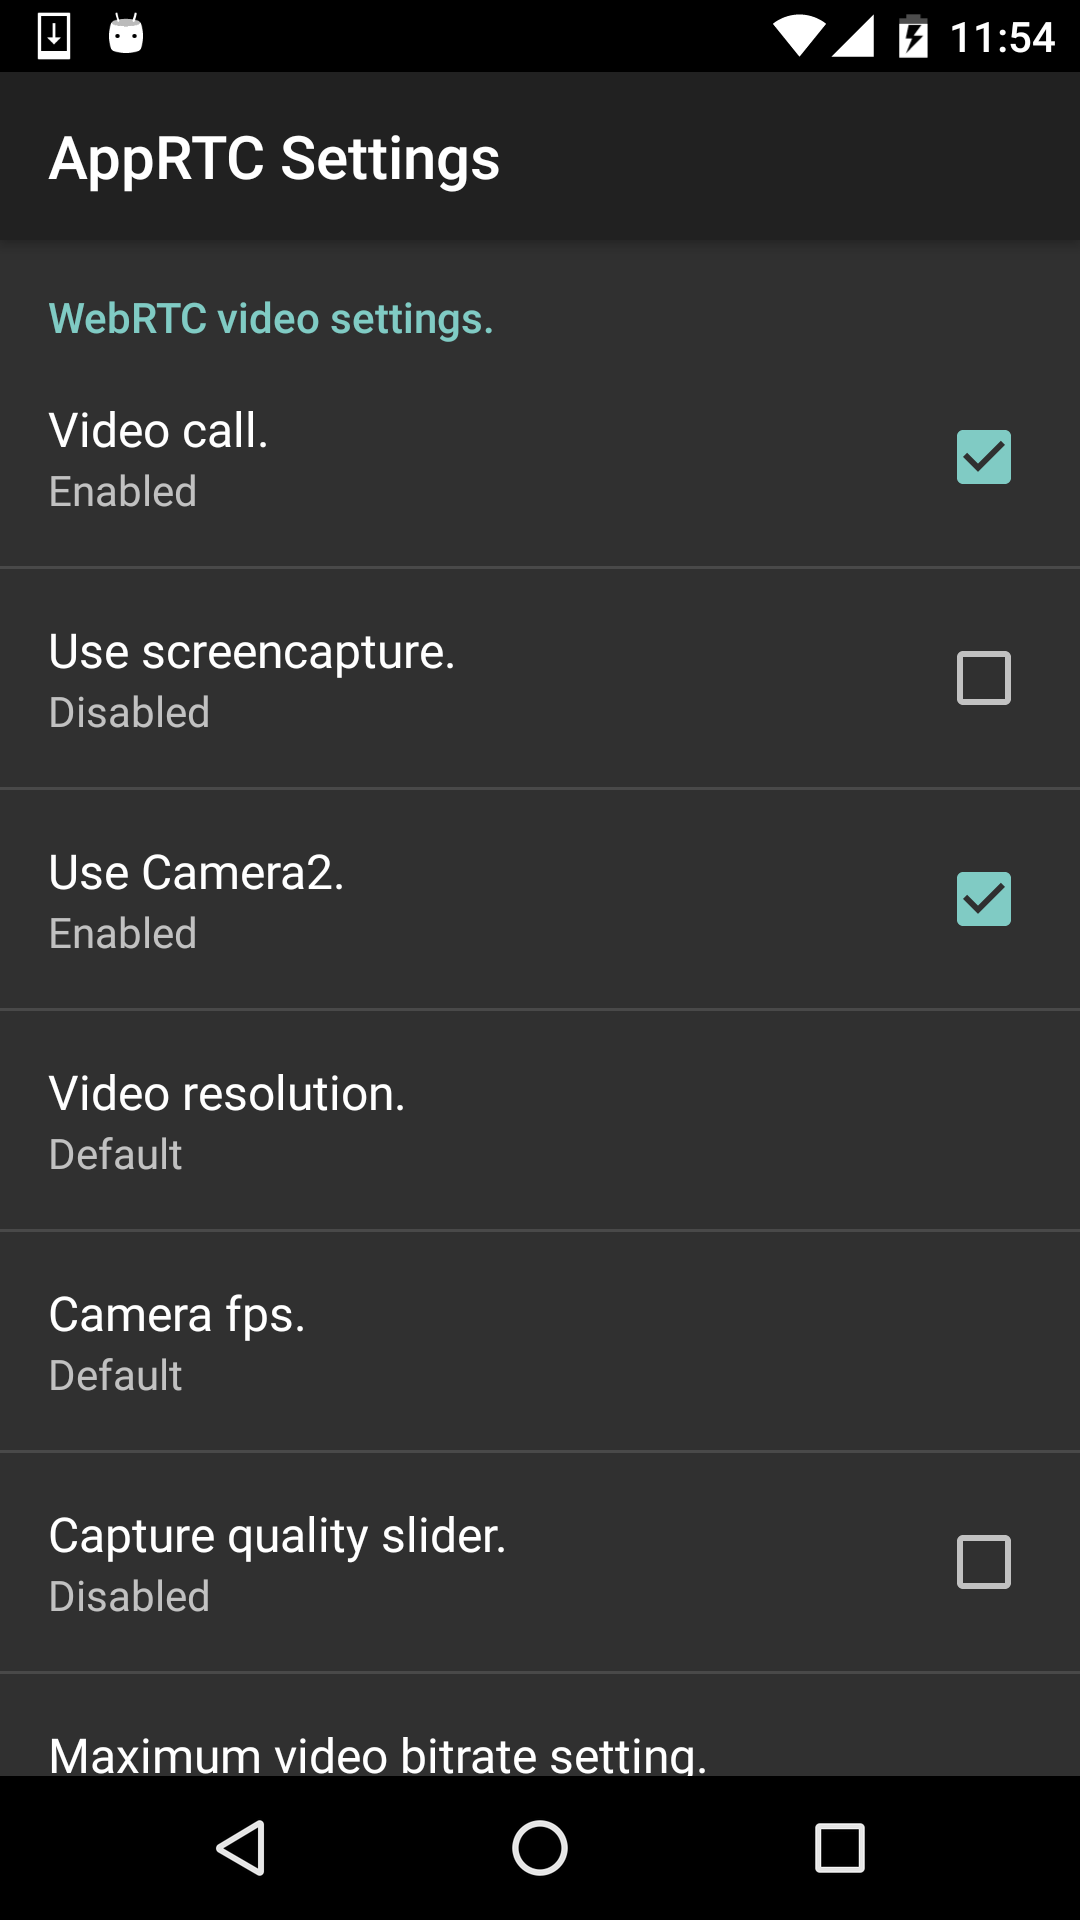 11:54
AppRTC Settings
WebRTC video settings.
Video call.
Enabled
Use screencapture.
Disabled
Use Camera2.
Enabled
Video resolution.
Default
Camera fps.
Default
Capture quality slider.
Disabled
Maximum video bitrate setting.